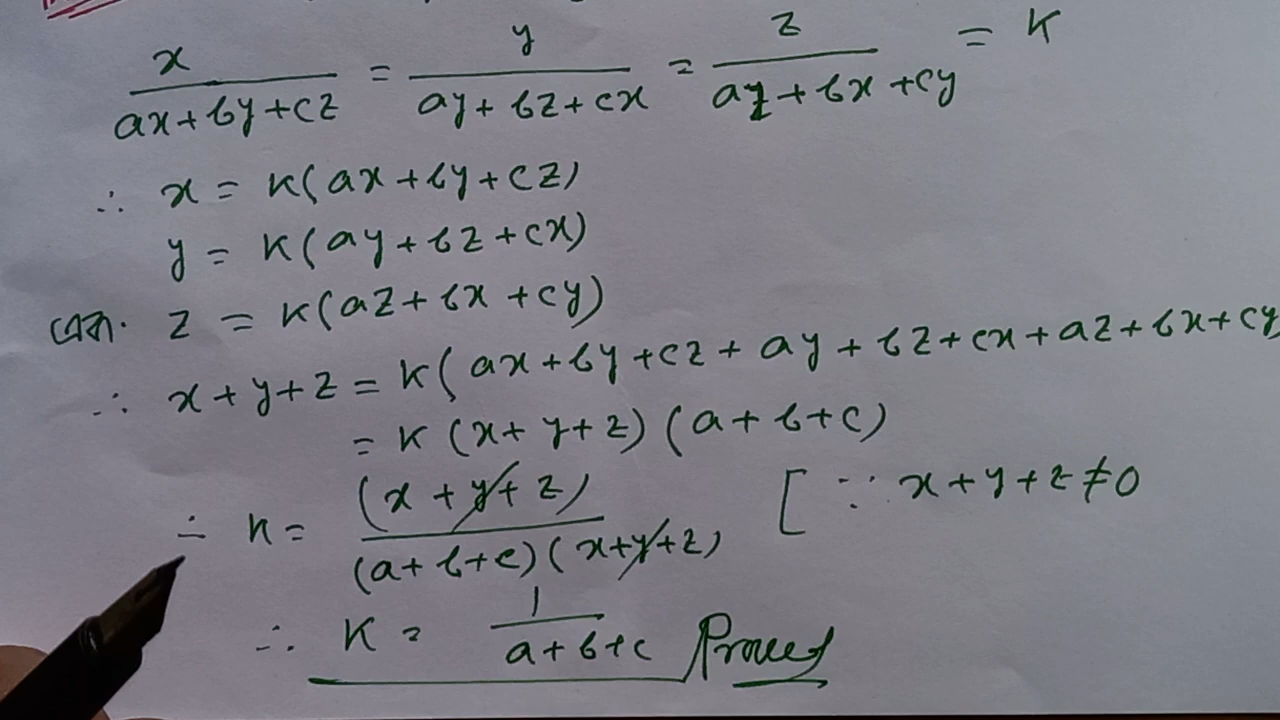 x/(ax+by+cz) = y/(ay+bz+cx) = z/(az+bx+cy) = K
∴ x = K(ax+by+cz)
y = K(ay+bz+cx)
z = K(az+bx+cy)
∴ x+y+z = K(ax+by+cz+ay+bz+cx+az+bx+cy
= K(x+y+z)(a+b+c)
∴ K = (x+y+z)/((a+b+c)(x+y+z)) [∵ x+y+z≠0
∴ K = 1/(a+b+c) Proved